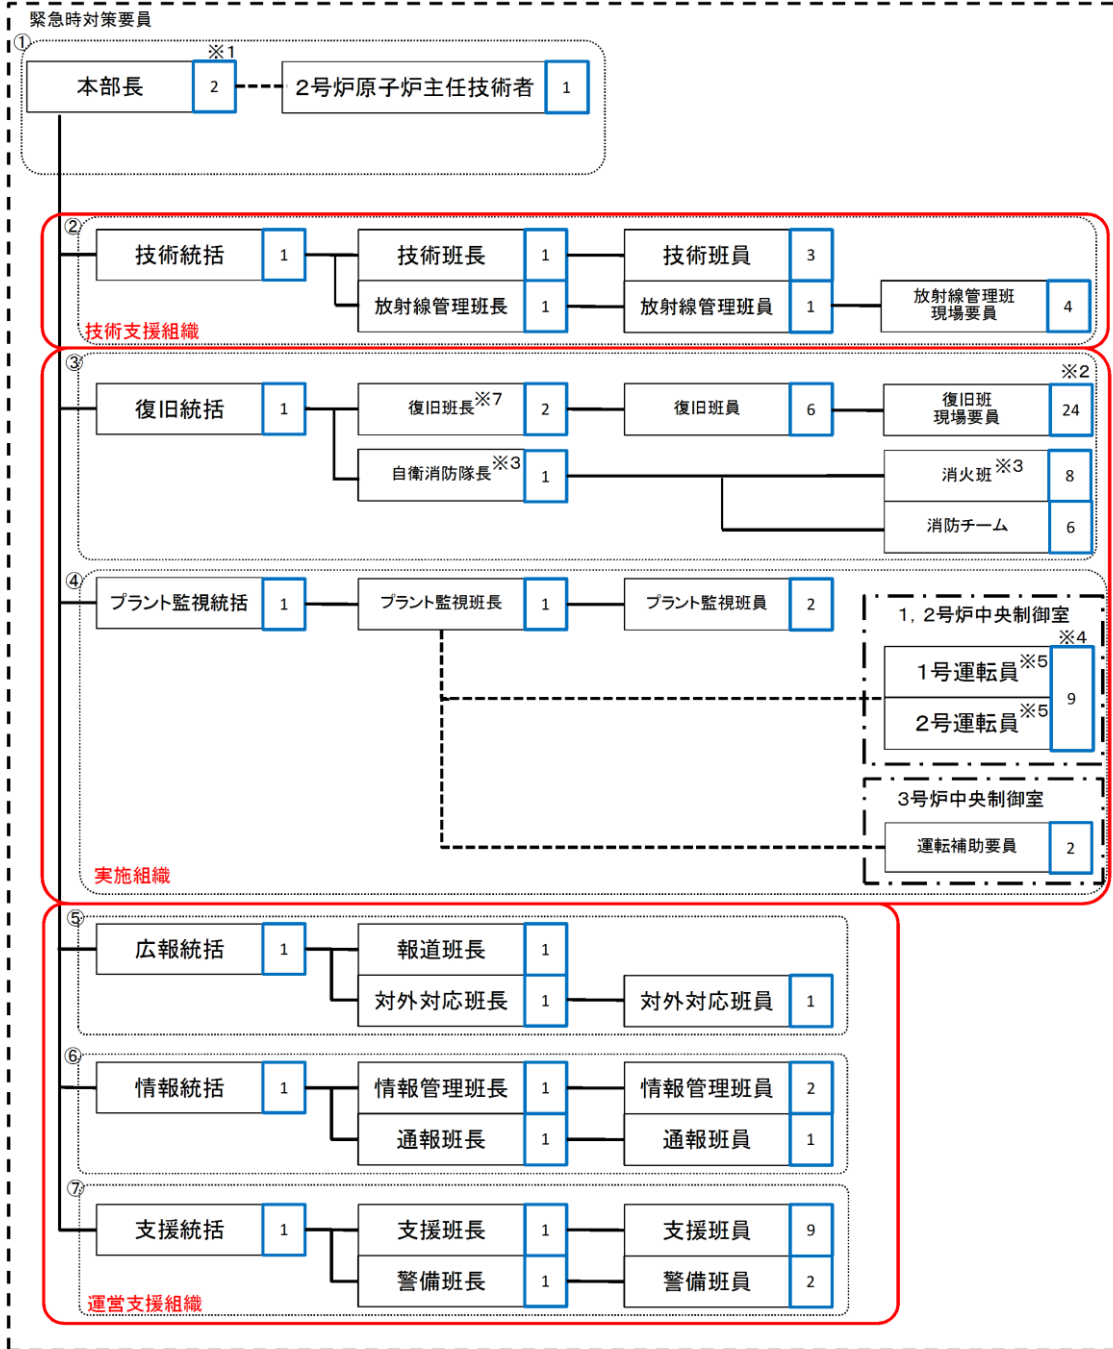 緊急時対策要員
①
※1
本部長 2
2号炉原子炉主任技術者 1
②
技術統括 1
技術班長 1
技術班員 3
放射線管理班長 1
放射線管理班員 1
放射線管理班
現場要員 4
技術支援組織
③
※2
復旧統括 1
復旧班長※7 2
復旧班員 6
復旧班
現場要員 24
自衛消防隊長※3 1
消火班※3 8
消防チーム 6
④
プラント監視統括 1
プラント監視班長 1
プラント監視班員 2
1,2号炉中央制御室
※4
1号運転員※5
9
2号運転員※5
3号炉中央制御室
運転補助要員 2
実施組織
⑤
広報統括 1
報道班長 1
対外対応班長 1
対外対応班員 1
⑥
情報統括 1
情報管理班長 1
情報管理班員 2
通報班長 1
通報班員 1
⑦
支援統括 1
支援班長 1
支援班員 9
警備班長 1
警備班員 2
運営支援組織